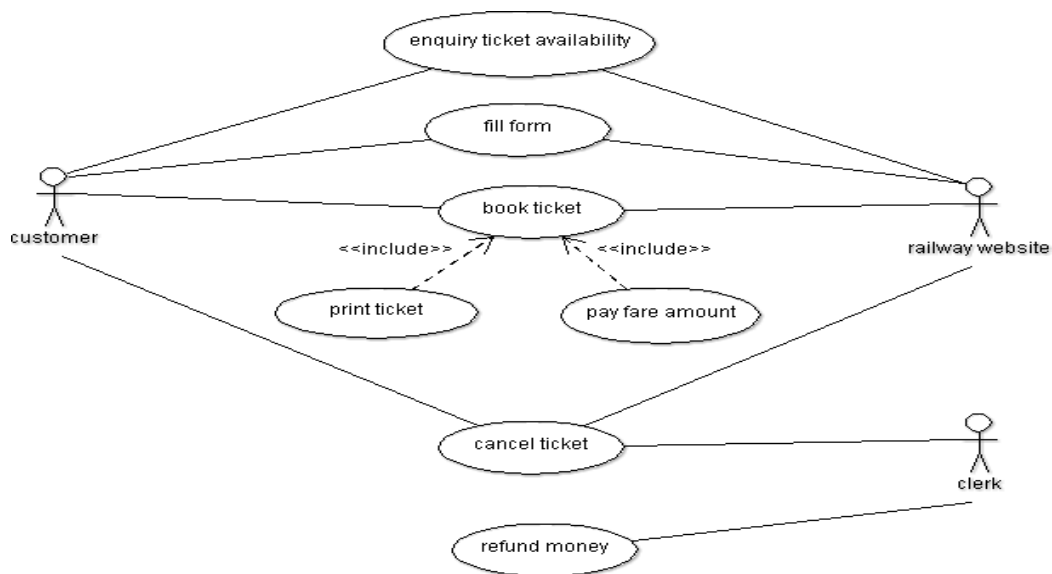 enquiry ticket availability
fill form
book ticket
customer
railway website
<<include>>
<<include>>
print ticket
pay fare amount
cancel ticket
clerk
refund money